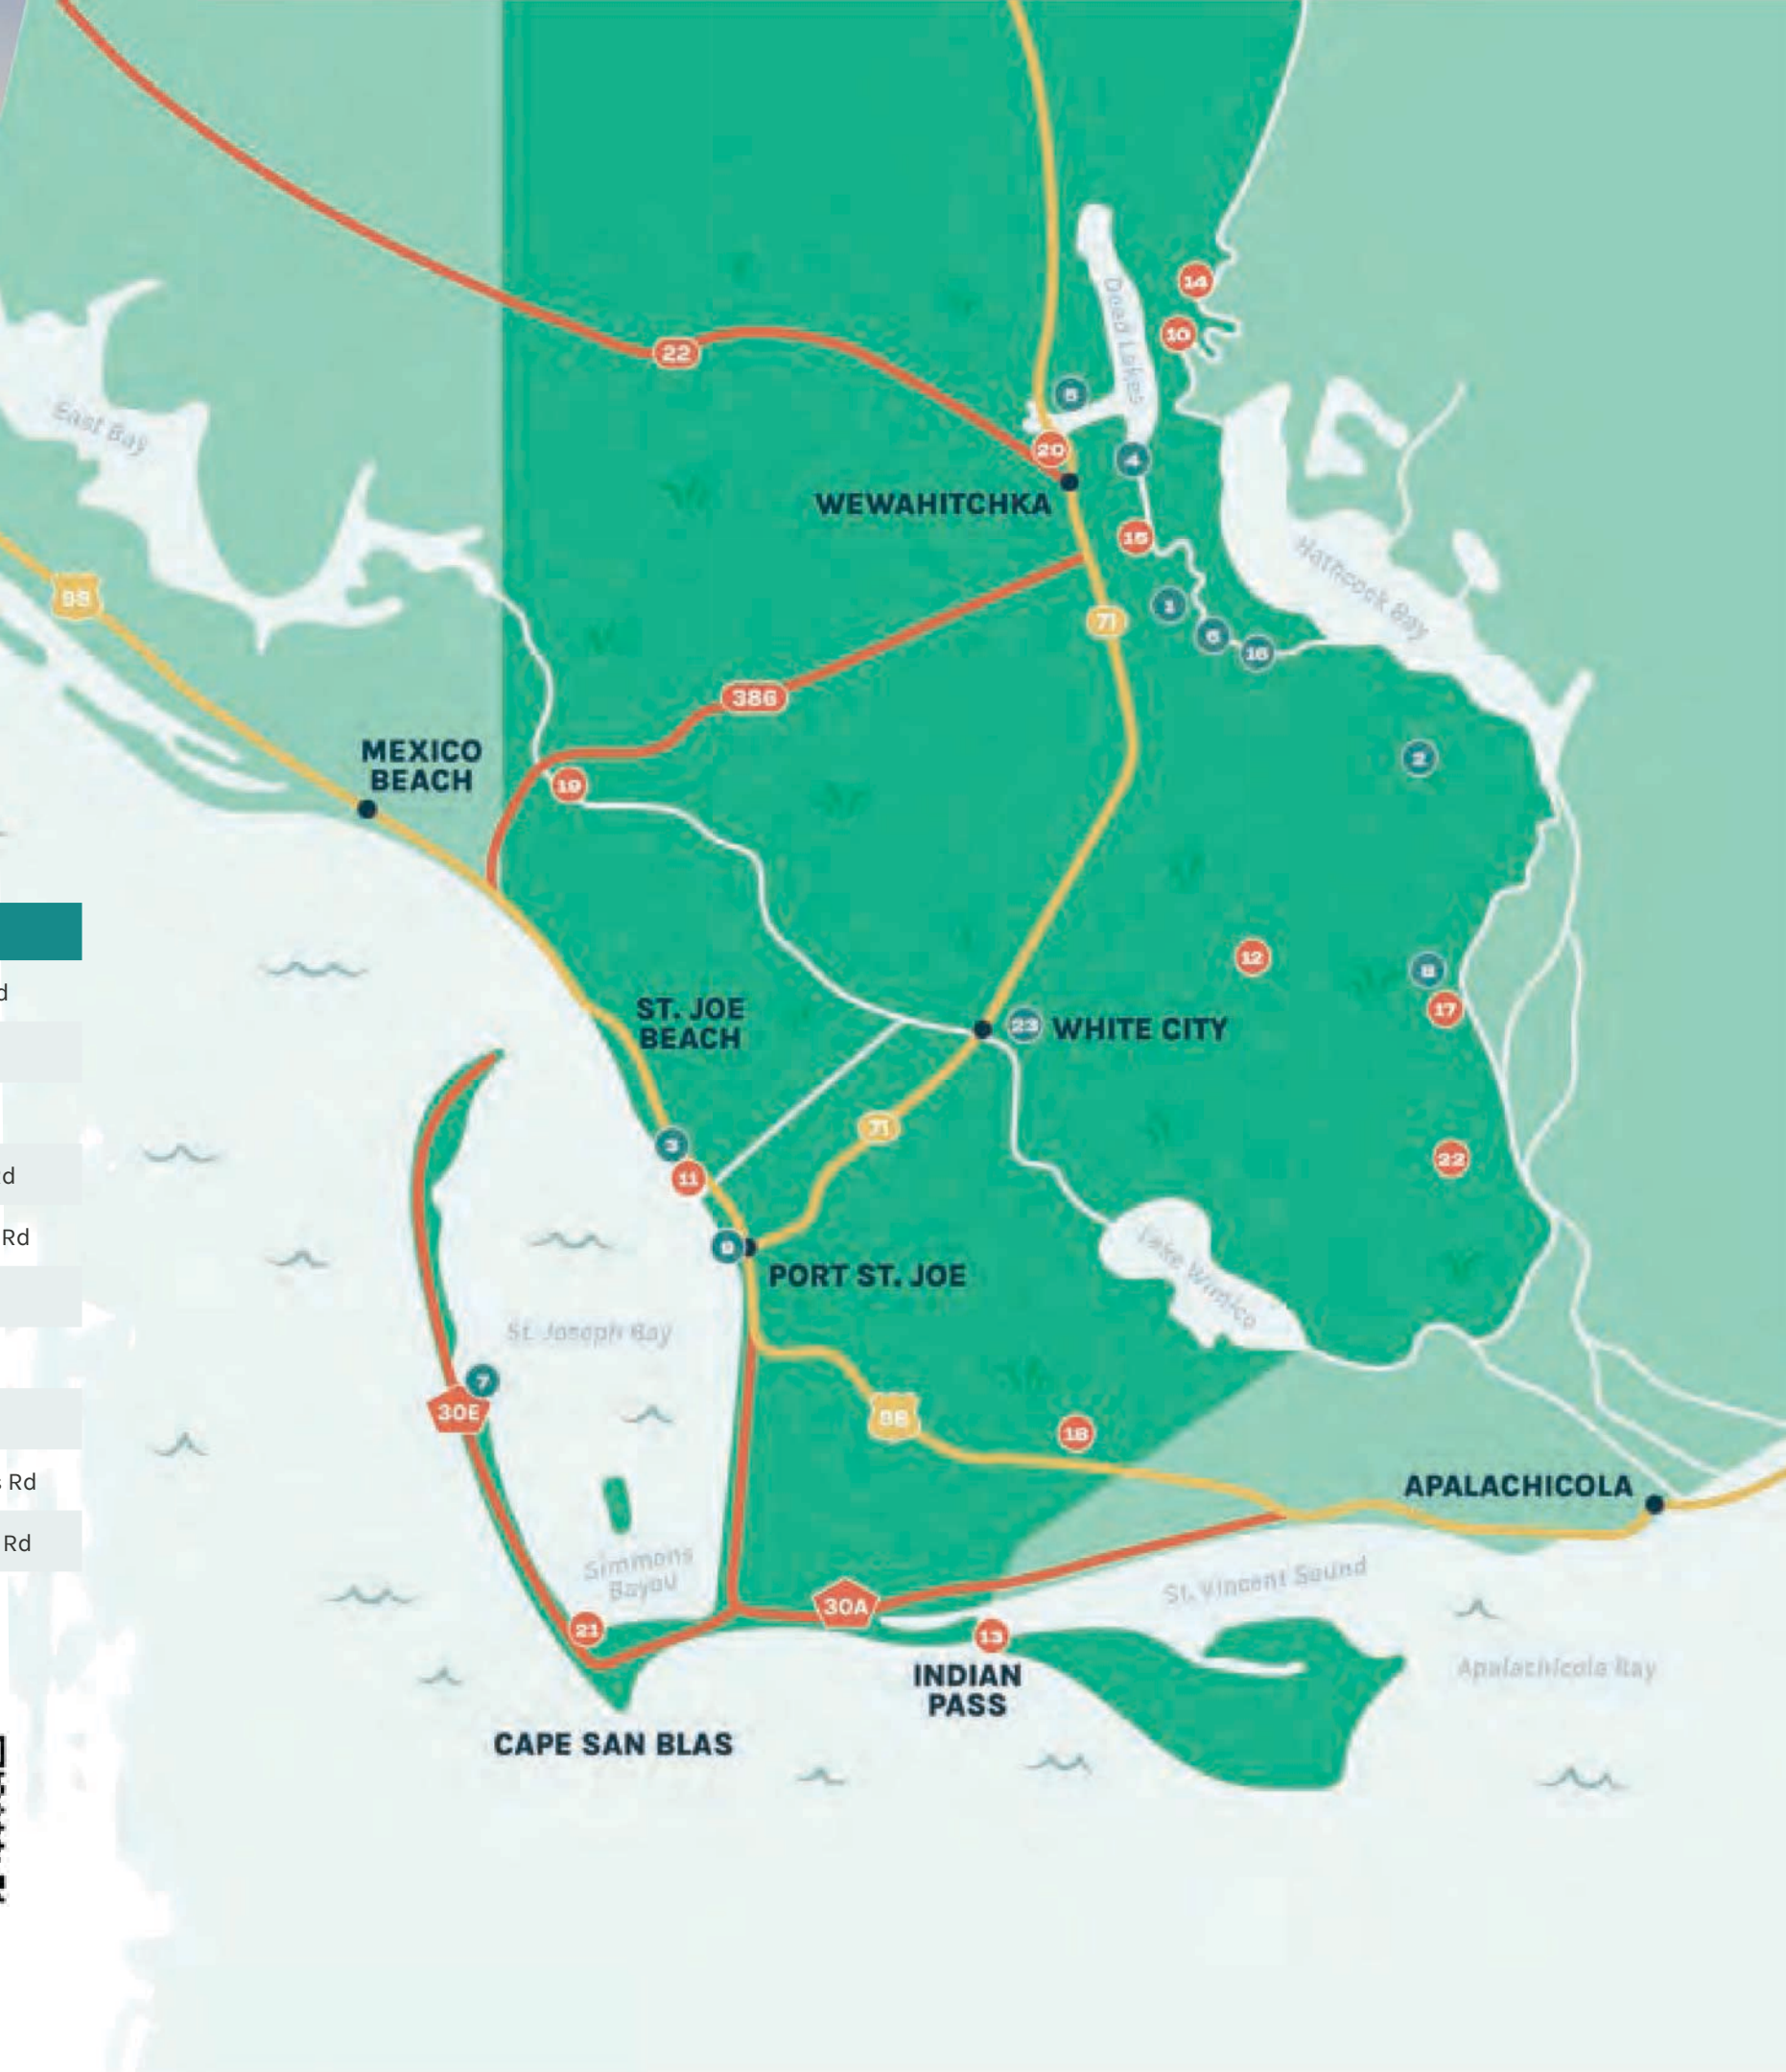 14
10
Dead Lakes
22
5
East Bay
20
4
WEWAHITCHKA
15
Hathcock Bay
98
1
71
6
16
386
MEXICO
BEACH
2
19
12
8
d
ST. JOE
BEACH
17
23
WHITE CITY
71
3
22
11
Rd
Rd
9
PORT ST. JOE
Lake Wimico
St. Joseph Bay
7
30E
98
18
Rd
APALACHICOLA
Rd
Simmons
Bayou
St. Vincent Sound
30A
21
13
INDIAN
PASS
Apalachicola Bay
CAPE SAN BLAS